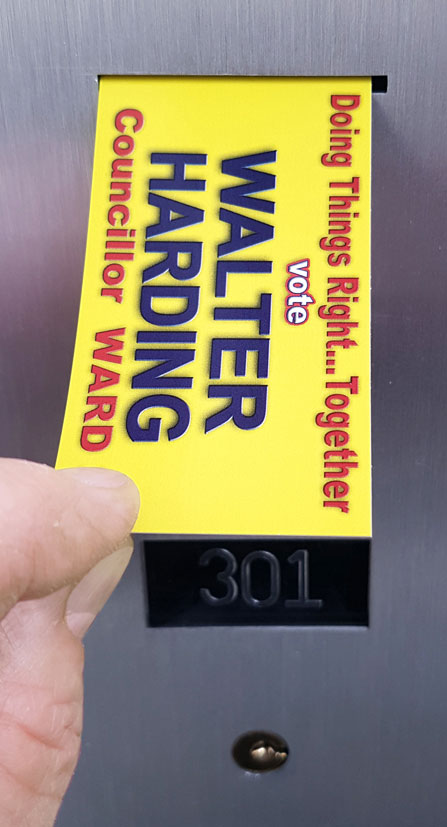 Doing Things Right...Together
vote
WALTER
HARDING
Councillor WARD
301